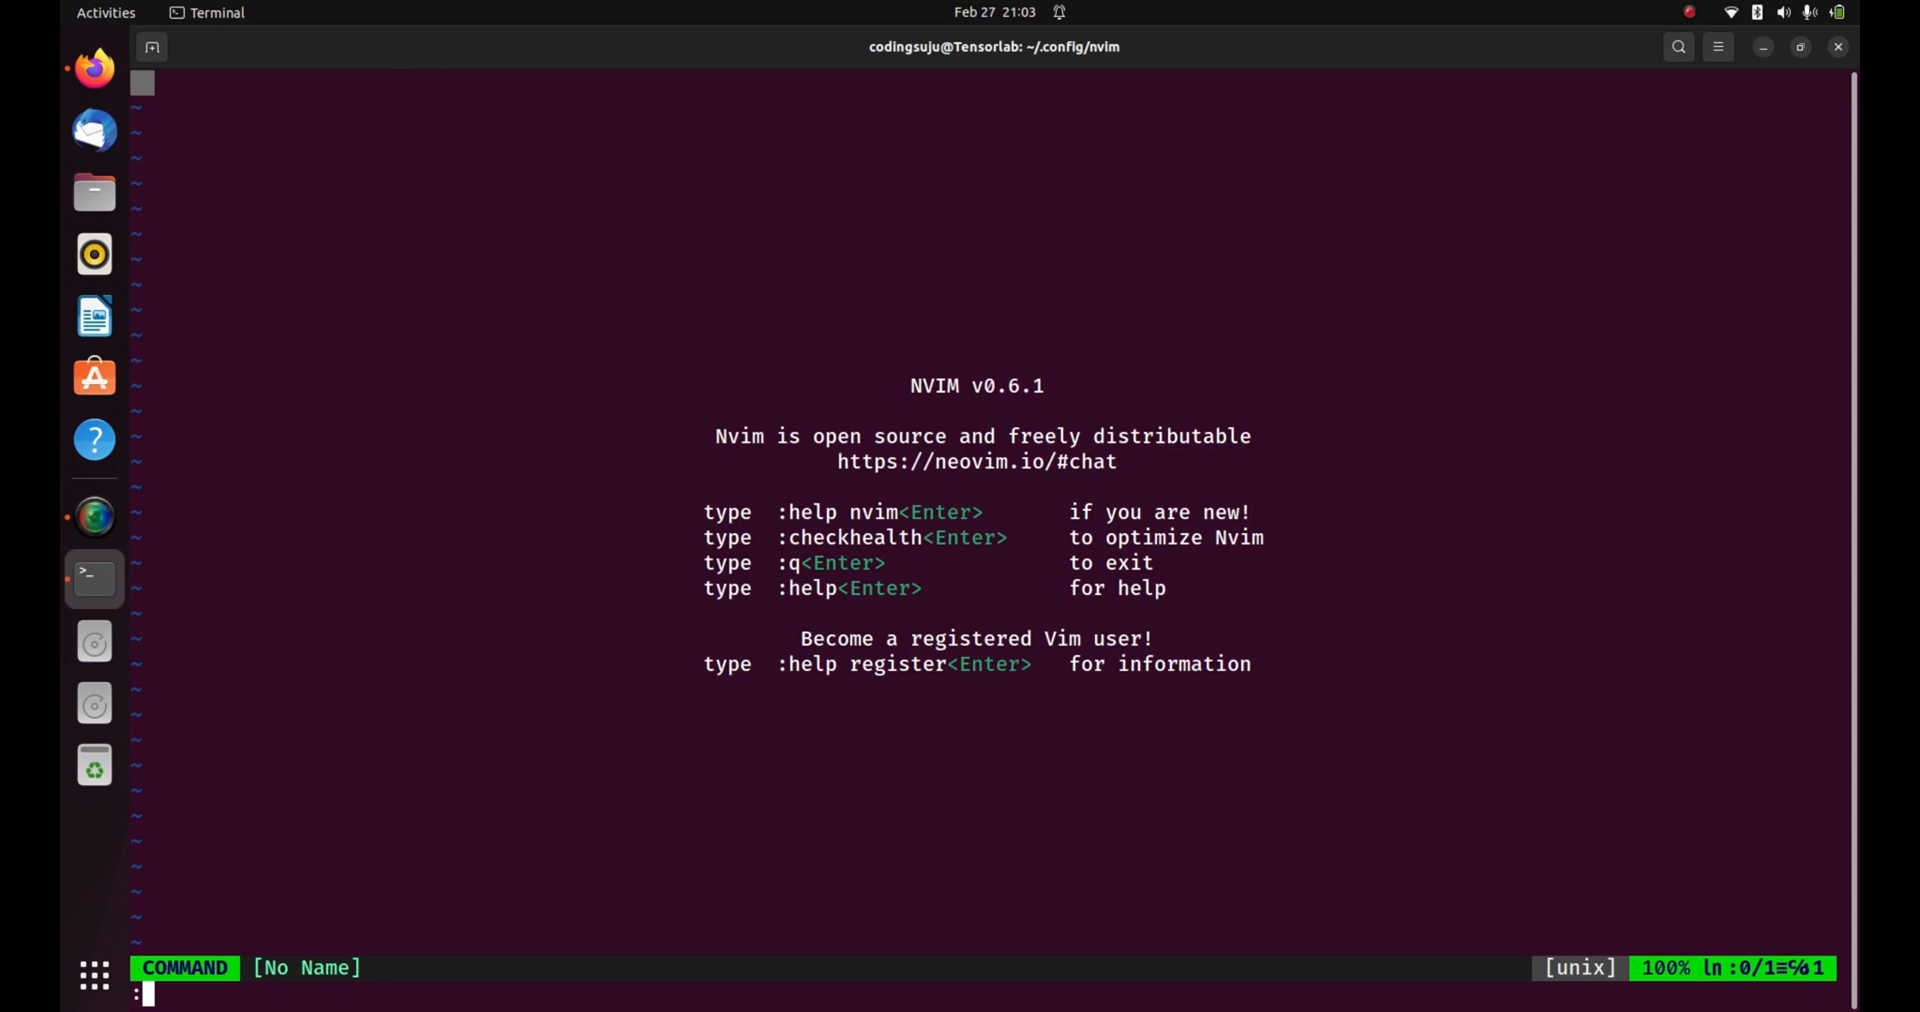 Activities Terminal Feb 27 21:03
codingsuju@Tensorlab: ~/.config/nvim
~
~
~
~
~
~
~
~
~
~
~
~ NVIM v0.6.1
~
~ Nvim is open source and freely distributable
~ https://neovim.io/#chat
~
~ type :help nvim<Enter> if you are new!
~ type :checkhealth<Enter> to optimize Nvim
~ type :q<Enter> to exit
~ type :help<Enter> for help
~
~ Become a registered Vim user!
~ type :help register<Enter> for information
~
~
~
~
~
~
~
~
~
~
~
COMMAND [No Name] [unix] 100% ln :0/1≡℅1
: